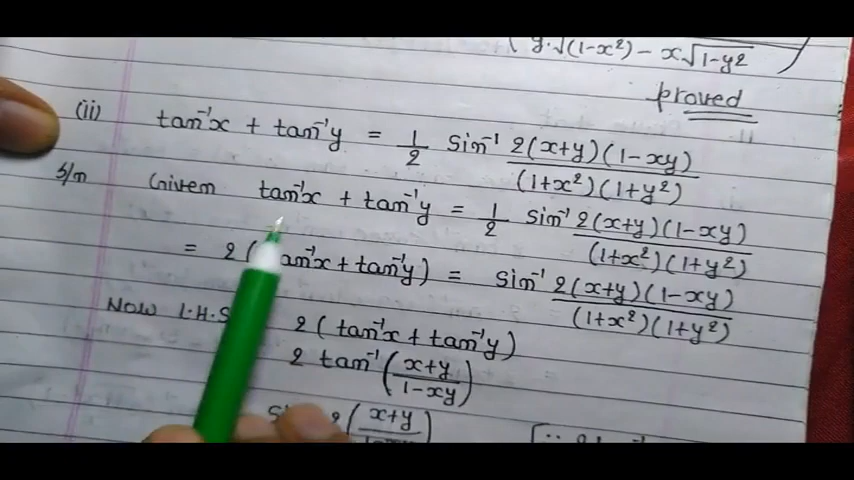 y.√(1-x²) - x√1-y²
proved
(ii) tan⁻¹x + tan⁻¹y = 1/2 Sin⁻¹ 2(x+y)(1-xy)/(1+x²)(1+y²)
S/n Given tan⁻¹x + tan⁻¹y = 1/2 Sin⁻¹ 2(x+y)(1-xy)/(1+x²)(1+y²)
= 2(tan⁻¹x + tan⁻¹y) = Sin⁻¹ 2(x+y)(1-xy)/(1+x²)(1+y²)
Now L.H.S 2(tan⁻¹x + tan⁻¹y)
2 tan⁻¹(x+y/1-xy)
2(x+y